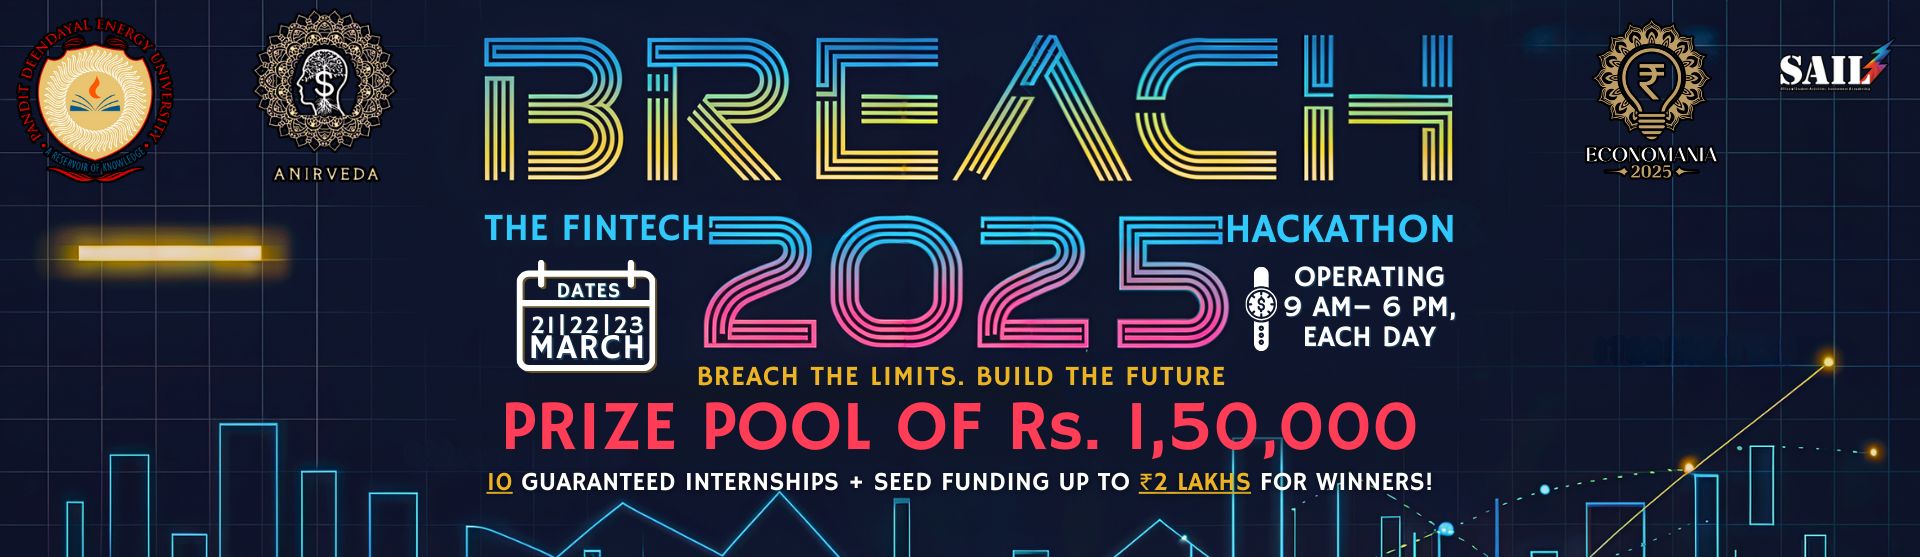 PANDIT DEENDAYAL ENERGY UNIVERSITY
A RESERVOIR OF KNOWLEDGE
$
ANIRVEDA
BREACH
₹
ECONOMANIA
2025
SAIL
THE FINTECH 2025 HACKATHON
DATES
21|22|23
MARCH
OPERATING
9 AM– 6 PM,
EACH DAY
BREACH THE LIMITS. BUILD THE FUTURE
PRIZE POOL OF Rs. 1,50,000
10 GUARANTEED INTERNSHIPS + SEED FUNDING UP TO ₹2 LAKHS FOR WINNERS!